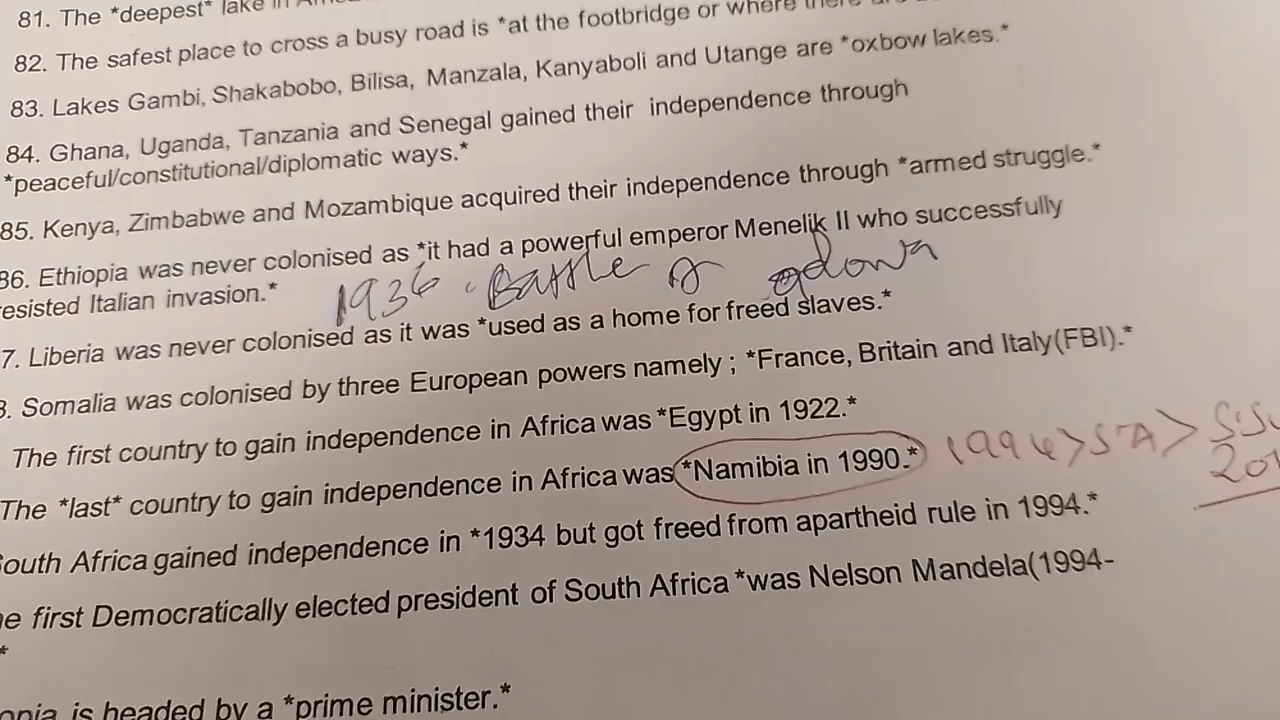 81. The *deepest* lake in
82. The safest place to cross a busy road is *at the footbridge or where there
83. Lakes Gambi, Shakabobo, Bilisa, Manzala, Kanyaboli and Utange are *oxbow lakes.*
84. Ghana, Uganda, Tanzania and Senegal gained their independence through
*peaceful/constitutional/diplomatic ways.*
85. Kenya, Zimbabwe and Mozambique acquired their independence through *armed struggle.*
86. Ethiopia was never colonised as *it had a powerful emperor Menelik II who successfully
esisted Italian invasion.*
1936. Battle of adowa
7. Liberia was never colonised as it was *used as a home for freed slaves.*
8. Somalia was colonised by three European powers namely ; *France, Britain and Italy(FBI).*
The first country to gain independence in Africa was *Egypt in 1922.*
The *last* country to gain independence in Africa was *Namibia in 1990.* 1994 > SA >
201
South Africa gained independence in *1934 but got freed from apartheid rule in 1994.*
he first Democratically elected president of South Africa *was Nelson Mandela(1994-
*
opia is headed by a *prime minister.*